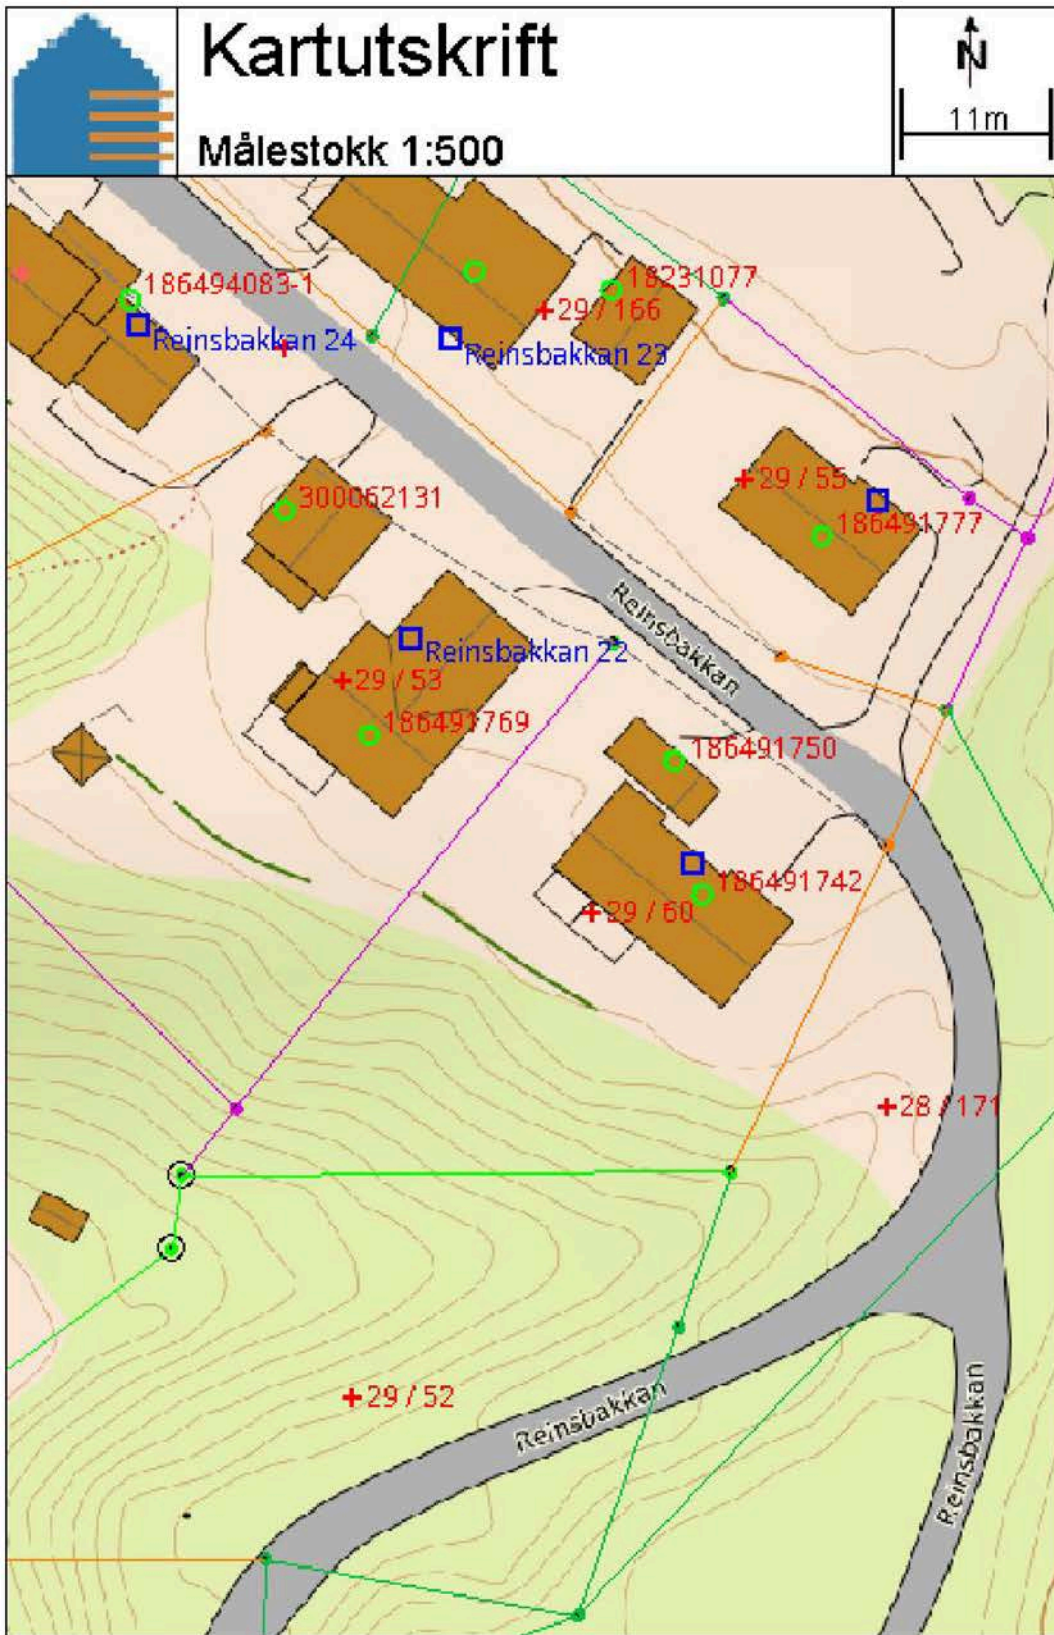 Kartutskrift
Målestokk 1:500
N
11m
186494083-1
Reinsbakkan 24
18231077
29 / 166
Reinsbakkan 23
29 / 55
186491777
300062131
Reinsbakkan
Reinsbakkan 22
29 / 53
186491769
186491750
186491742
29 / 60
28 / 171
29 / 52
Reinsbakkan
Reinsbakkan